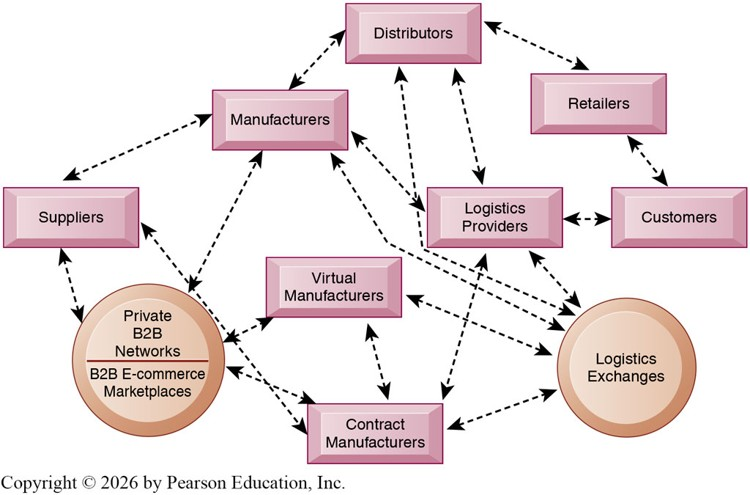 Distributors
Retailers
Manufacturers
Suppliers
Logistics
Providers
Customers
Virtual
Manufacturers
Private
B2B
Networks
B2B E-commerce
Marketplaces
Logistics
Exchanges
Contract
Manufacturers
Copyright © 2026 by Pearson Education, Inc.